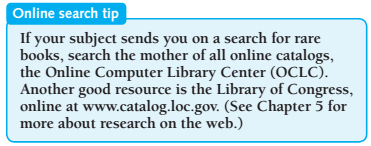 Online search tip
If your subject sends you on a search for rare
books, search the mother of all online catalogs,
the Online Computer Library Center (OCLC).
Another good resource is the Library of Congress,
online at www.catalog.loc.gov. (See Chapter 5 for
more about research on the web.)